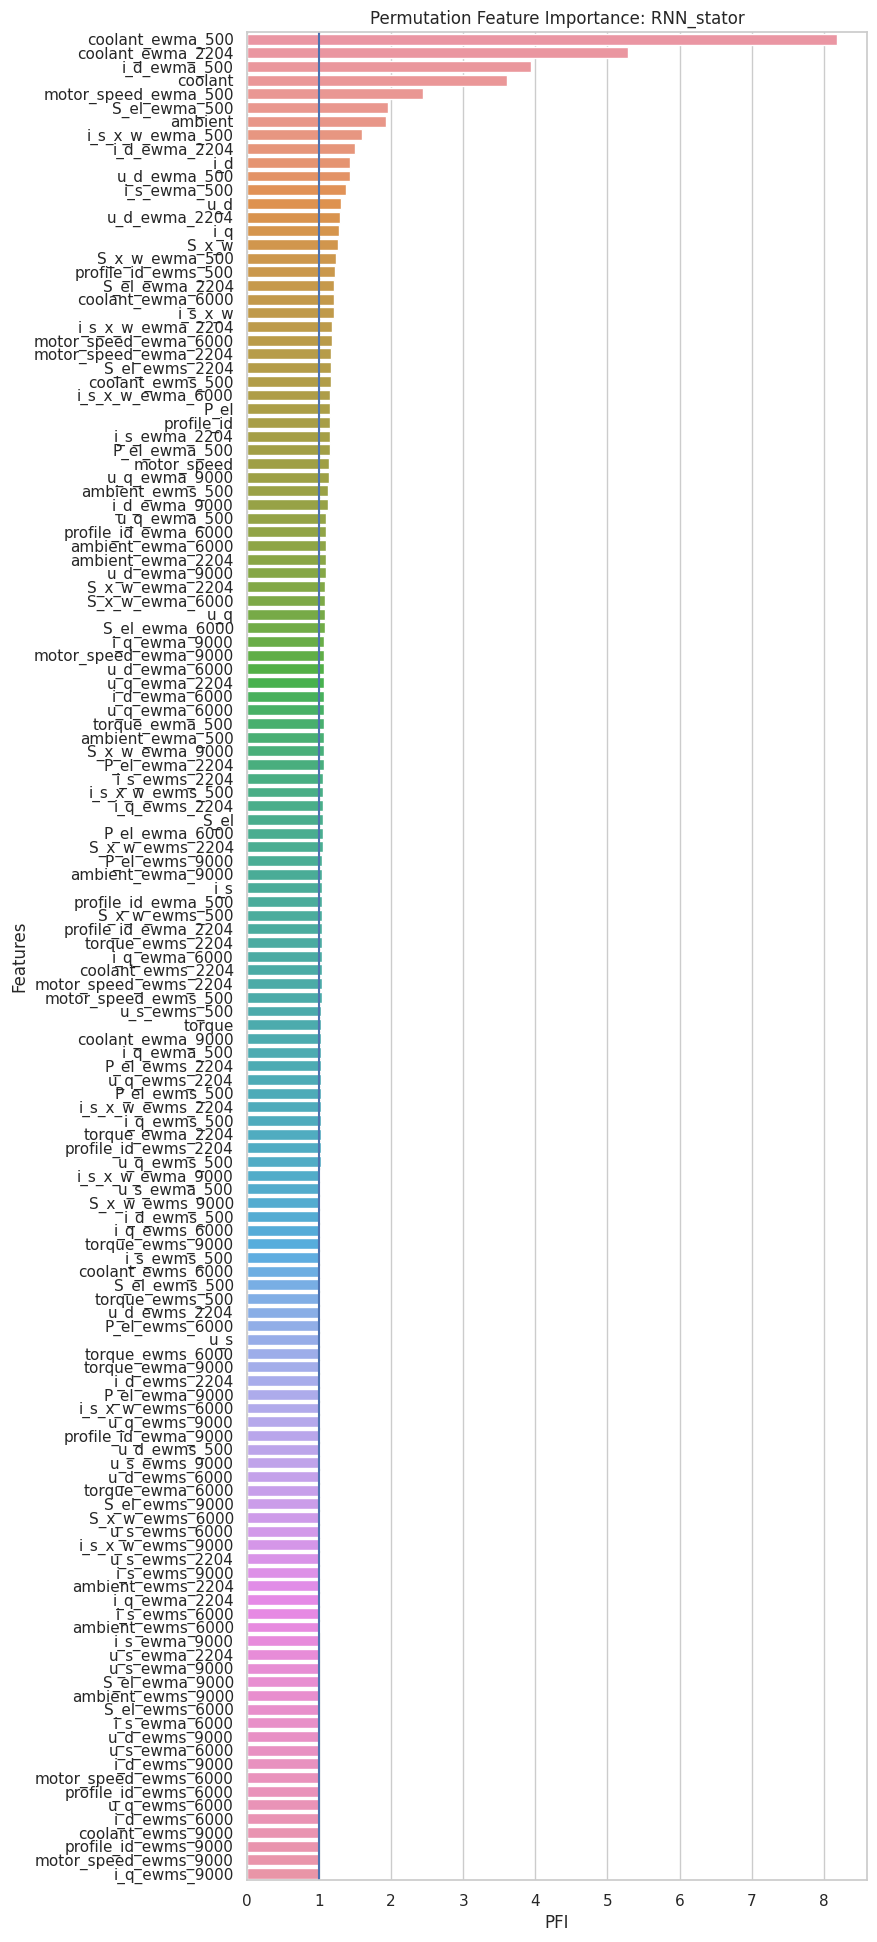 Permutation Feature Importance: RNN_stator
coolant_ewma_500
coolant_ewma_2204
i_d_ewma_500
coolant
motor_speed_ewma_500
S_el_ewma_500
ambient
i_s_x_w_ewma_500
i_d_ewma_2204
i_d
u_d_ewma_500
i_s_ewma_500
u_d
u_d_ewma_2204
i_q
S_x_w
S_x_w_ewma_500
profile_id_ewms_500
S_el_ewma_2204
coolant_ewma_6000
i_s_x_w
i_s_x_w_ewma_2204
motor_speed_ewma_6000
motor_speed_ewma_2204
S_el_ewms_2204
coolant_ewms_500
i_s_x_w_ewma_6000
P_el
profile_id
i_s_ewma_2204
P_el_ewma_500
motor_speed
u_q_ewma_9000
ambient_ewms_500
i_d_ewma_9000
u_q_ewma_500
profile_id_ewma_6000
ambient_ewma_6000
ambient_ewma_2204
u_d_ewma_9000
S_x_w_ewma_2204
S_x_w_ewma_6000
u_q
S_el_ewma_6000
i_q_ewma_9000
motor_speed_ewma_9000
u_d_ewma_6000
u_q_ewma_2204
i_d_ewma_6000
u_q_ewma_6000
torque_ewma_500
ambient_ewma_500
S_x_w_ewma_9000
P_el_ewma_2204
i_s_ewms_2204
i_s_x_w_ewms_500
i_q_ewms_2204
S_el
P_el_ewma_6000
S_x_w_ewms_2204
P_el_ewms_9000
ambient_ewma_9000
i_s
profile_id_ewma_500
S_x_w_ewms_500
profile_id_ewma_2204
torque_ewms_2204
i_q_ewma_6000
coolant_ewms_2204
motor_speed_ewms_2204
motor_speed_ewms_500
u_s_ewms_500
torque
coolant_ewma_9000
i_q_ewma_500
P_el_ewms_2204
u_q_ewms_2204
P_el_ewms_500
i_s_x_w_ewms_2204
i_q_ewms_500
torque_ewma_2204
profile_id_ewms_2204
u_q_ewms_500
i_s_x_w_ewma_9000
u_s_ewma_500
S_x_w_ewms_9000
i_d_ewms_500
i_q_ewms_6000
torque_ewms_9000
i_s_ewms_500
coolant_ewms_6000
S_el_ewms_500
torque_ewms_500
u_d_ewms_2204
P_el_ewms_6000
u_s
torque_ewms_6000
torque_ewma_9000
i_d_ewms_2204
P_el_ewma_9000
i_s_x_w_ewms_6000
u_q_ewms_9000
profile_id_ewma_9000
u_d_ewms_500
u_s_ewms_9000
u_d_ewms_6000
torque_ewma_6000
S_el_ewms_9000
S_x_w_ewms_6000
u_s_ewms_6000
i_s_x_w_ewms_9000
u_s_ewms_2204
i_s_ewms_9000
ambient_ewms_2204
i_q_ewma_2204
i_s_ewms_6000
ambient_ewms_6000
i_s_ewma_9000
u_s_ewma_2204
u_s_ewma_9000
S_el_ewma_9000
ambient_ewms_9000
S_el_ewms_6000
i_s_ewma_6000
u_d_ewms_9000
u_s_ewma_6000
i_d_ewms_9000
motor_speed_ewms_6000
profile_id_ewms_6000
u_q_ewms_6000
i_d_ewms_6000
coolant_ewms_9000
profile_id_ewms_9000
motor_speed_ewms_9000
i_q_ewms_9000
Features
0 1 2 3 4 5 6 7 8
PFI